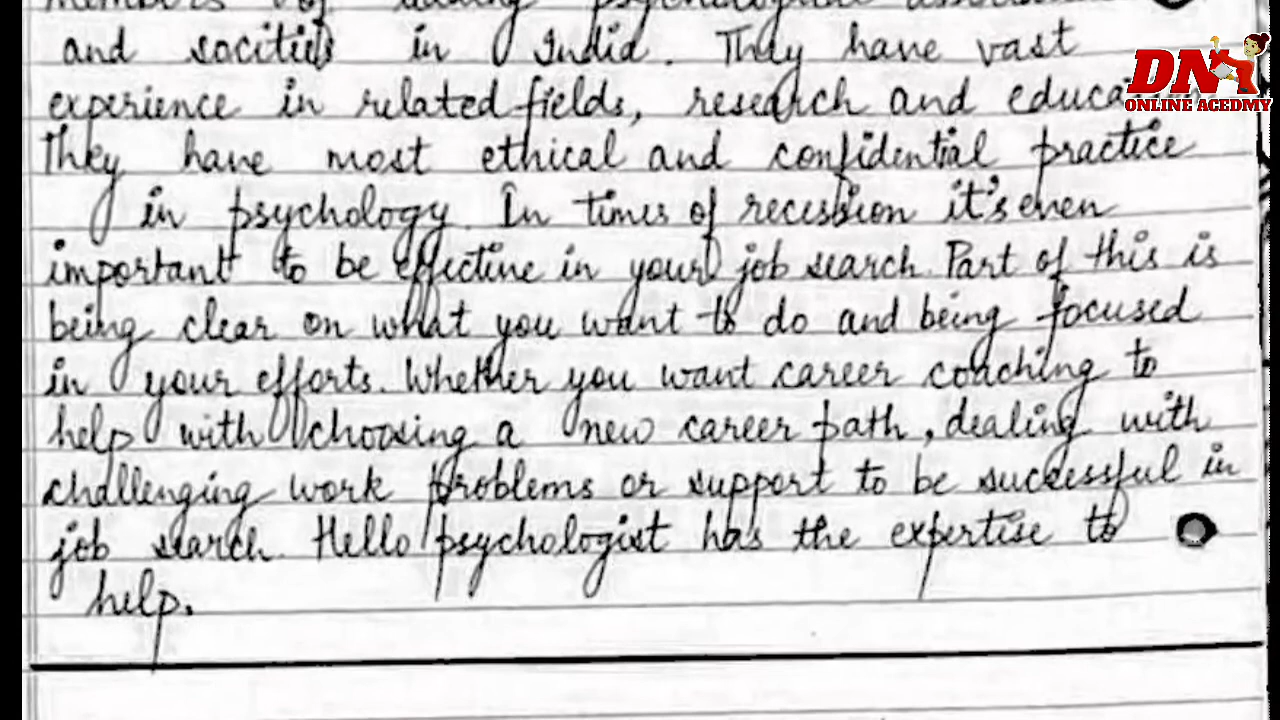 and socities in India. They have vast
experience in related fields, research and
They have most ethical and confidential practice
in psychology. In times of recession it's even
important to be effective in your job search. Part of this is
being clear on what you want to do and being focused
in your efforts. Whether you want career coaching to
help with choosing a new career path, dealing with
challenging work problems or support to be successful in
job search. Hello psychologist has the expertise to
help.
DNA
ONLINE ACEDMY